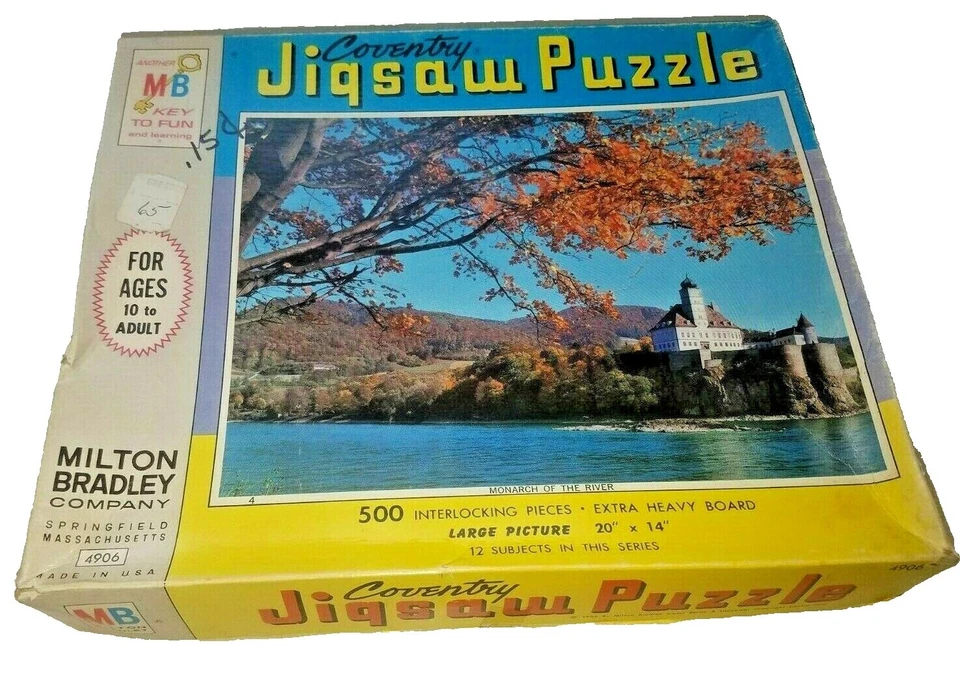 Coventry
Jigsaw Puzzle
ANOTHER
MB
KEY
TO FUN
and learning
.15¢
65
FOR
AGES
10 to
ADULT
MILTON
BRADLEY
COMPANY
SPRINGFIELD
MASSACHUSETTS
4906
MADE IN U.S.A.
4
MONARCH OF THE RIVER
500 INTERLOCKING PIECES · EXTRA HEAVY BOARD
LARGE PICTURE · 20" x 14"
12 SUBJECTS IN THIS SERIES
4906
MB
Coventry
Jigsaw Puzzle